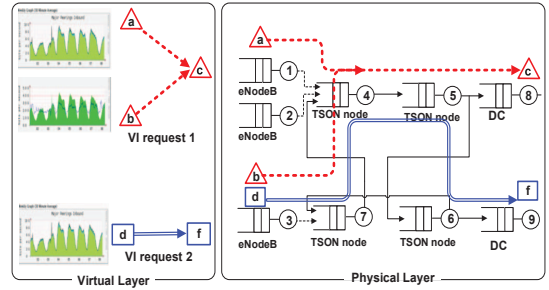 a
c
b
VI request 1
d
f
VI request 2
Virtual Layer
a
c
1
eNodeB
2
eNodeB
4
TSON node
5
TSON node
8
DC
b
d
f
3
eNodeB
7
TSON node
6
TSON node
9
DC
Physical Layer